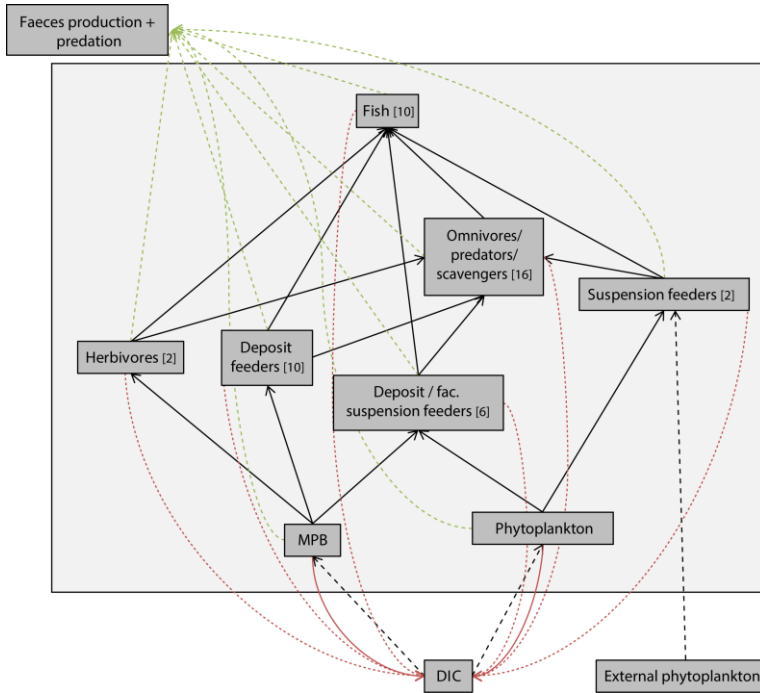 Faeces production +
predation
Fish [10]
Omnivores/
predators/
scavengers [16]
Suspension feeders [2]
Herbivores [2]
Deposit
feeders [10]
Deposit / fac.
suspension feeders [6]
MPB
Phytoplankton
DIC
External phytoplankton